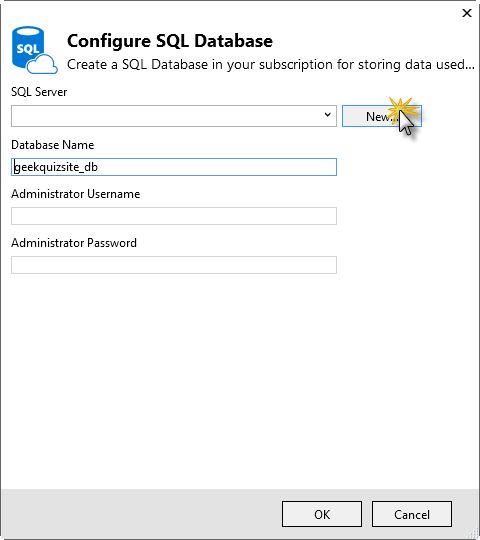 SQL
Configure SQL Database
Create a SQL Database in your subscription for storing data used...
SQL Server
New...
Database Name
geekquizsite_db
Administrator Username
Administrator Password
OK
Cancel